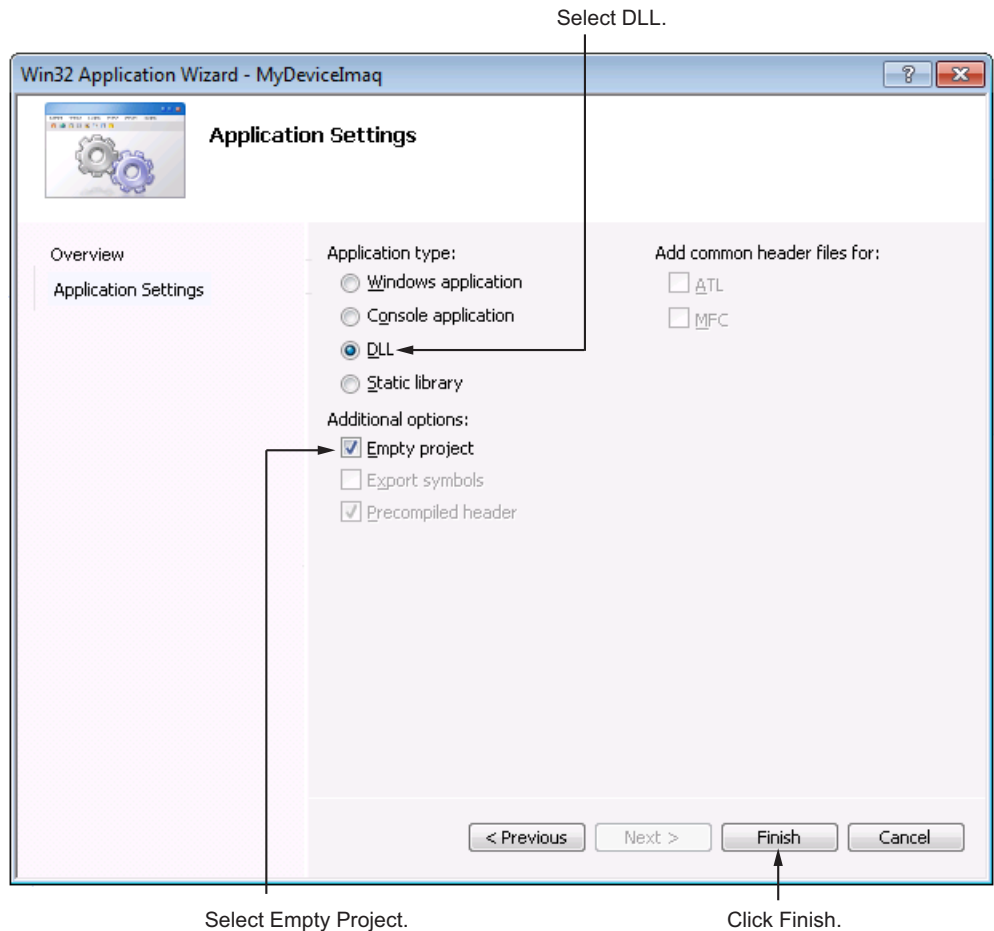 Select DLL.
Win32 Application Wizard - MyDeviceImaq
Application Settings
Overview
Application Settings
Application type:
Windows application
Console application
DLL
Static library
Additional options:
Empty project
Export symbols
Precompiled header
Add common header files for:
ATL
MFC
< Previous
Next >
Finish
Cancel
Select Empty Project.
Click Finish.